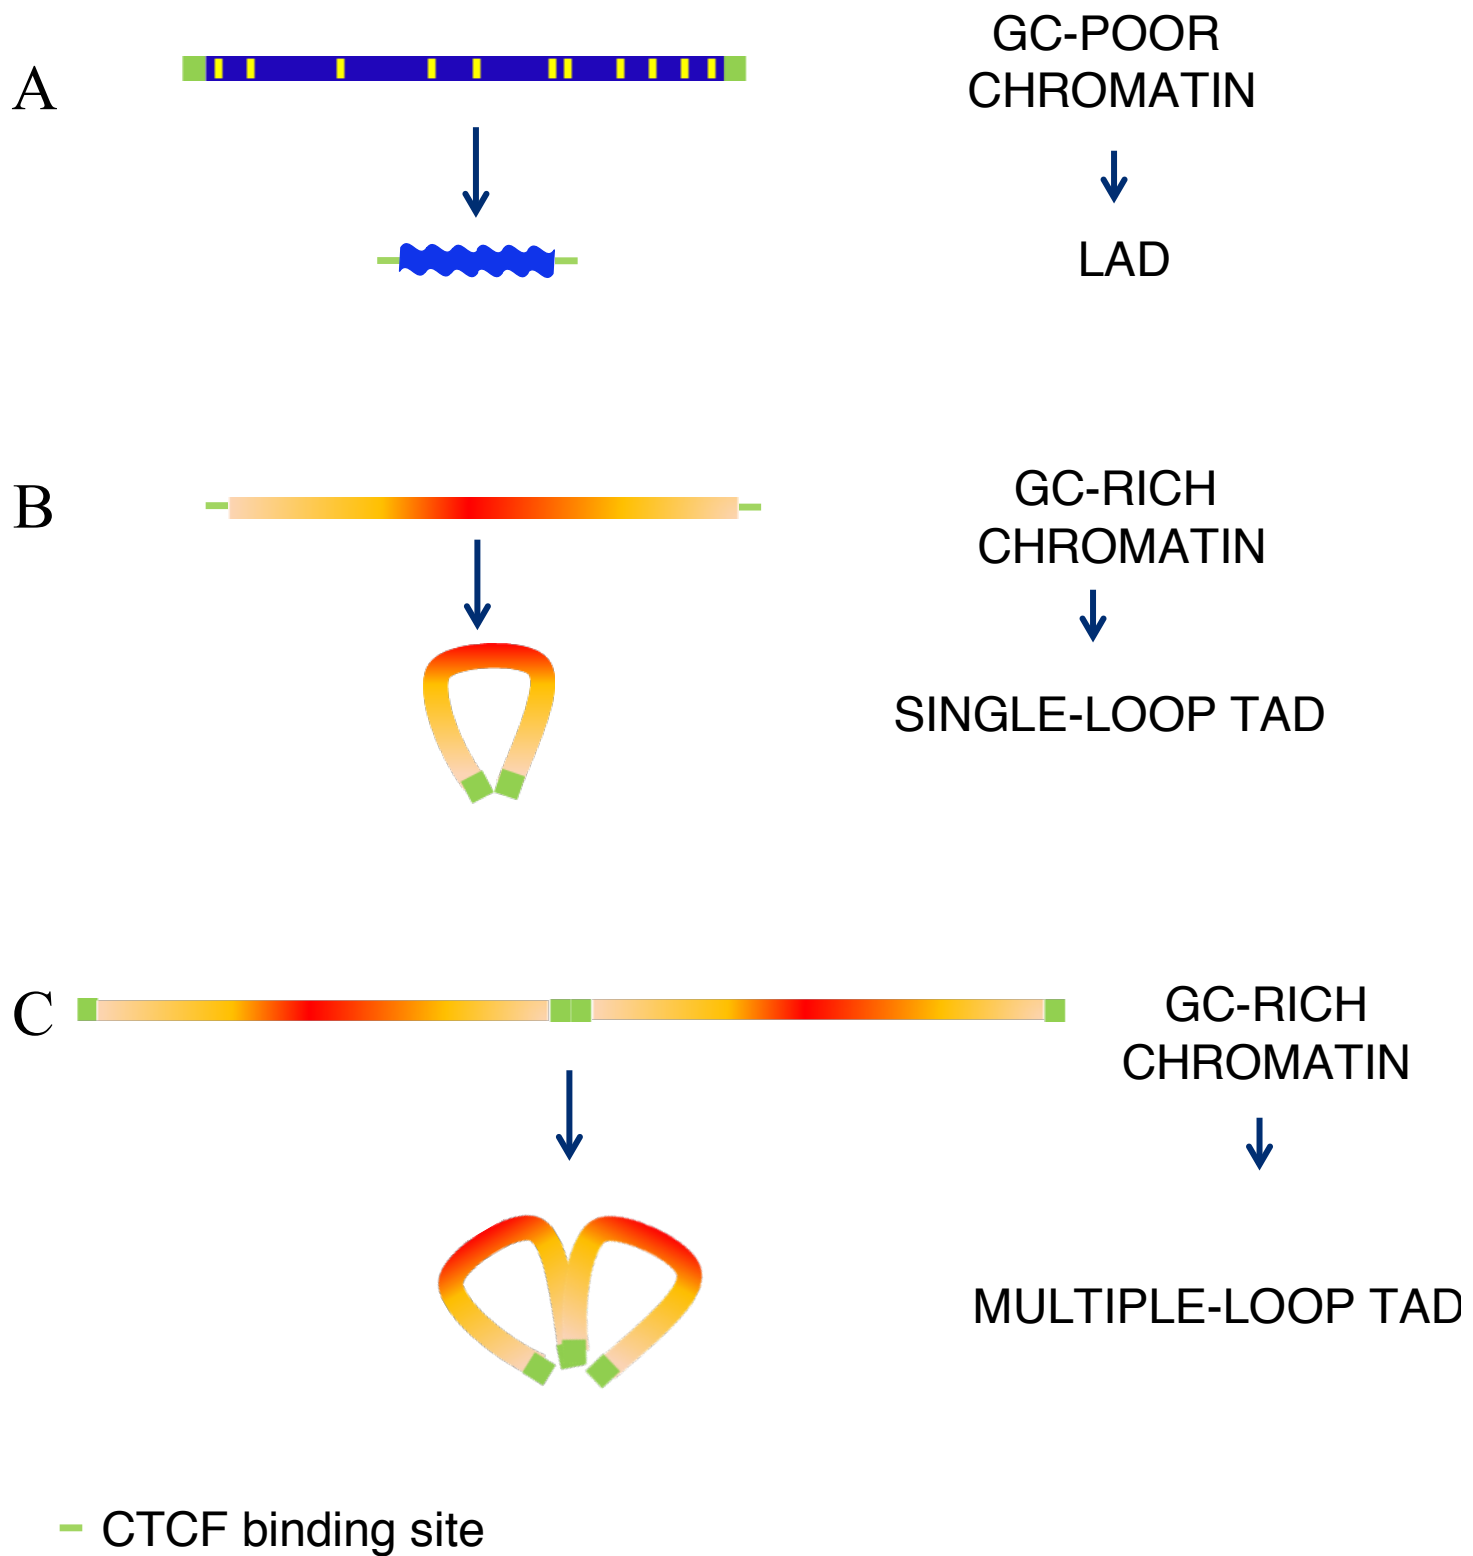 A
GC-POOR
CHROMATIN
LAD
B
GC-RICH
CHROMATIN
SINGLE-LOOP TAD
C
GC-RICH
CHROMATIN
MULTIPLE-LOOP TAD
CTCF binding site